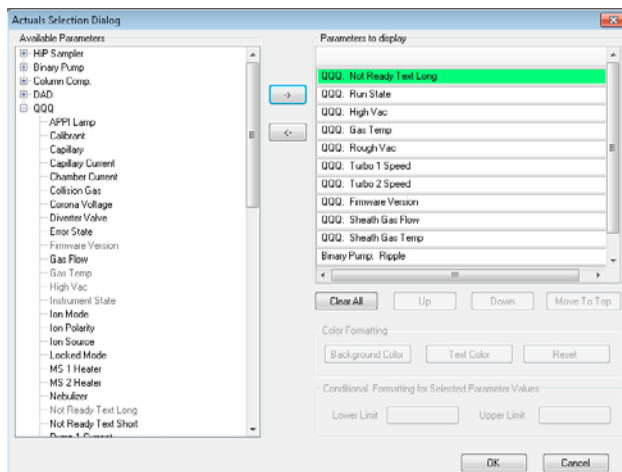 Actuals Selection Dialog
Available Parameters
HiP Sampler
Binary Pump
Column Comp.
DAD
QQQ
APPI Lamp
Calibrant
Capillary
Capillary Current
Chamber Current
Collision Gas
Corona Voltage
Diverter Valve
Error State
Firmware Version
Gas Flow
Gas Temp
High Vac
Instrument State
Ion Mode
Ion Polarity
Ion Source
Locked Mode
MS 1 Heater
MS 2 Heater
Nebulizer
Not Ready Text Long
Not Ready Text Short
Pump 1 Current
->
<-
Parameters to display
QQQ: Not Ready Text Long
QQQ: Run State
QQQ: High Vac
QQQ: Gas Temp
QQQ: Rough Vac
QQQ: Turbo 1 Speed
QQQ: Turbo 2 Speed
QQQ: Firmware Version
QQQ: Sheath Gas Flow
QQQ: Sheath Gas Temp
Binary Pump: Ripple
Clear All Up Down Move To Top
Color Formatting
Background Color Text Color Reset
Conditional Formatting for Selected Parameter Values
Lower Limit Upper Limit
OK Cancel